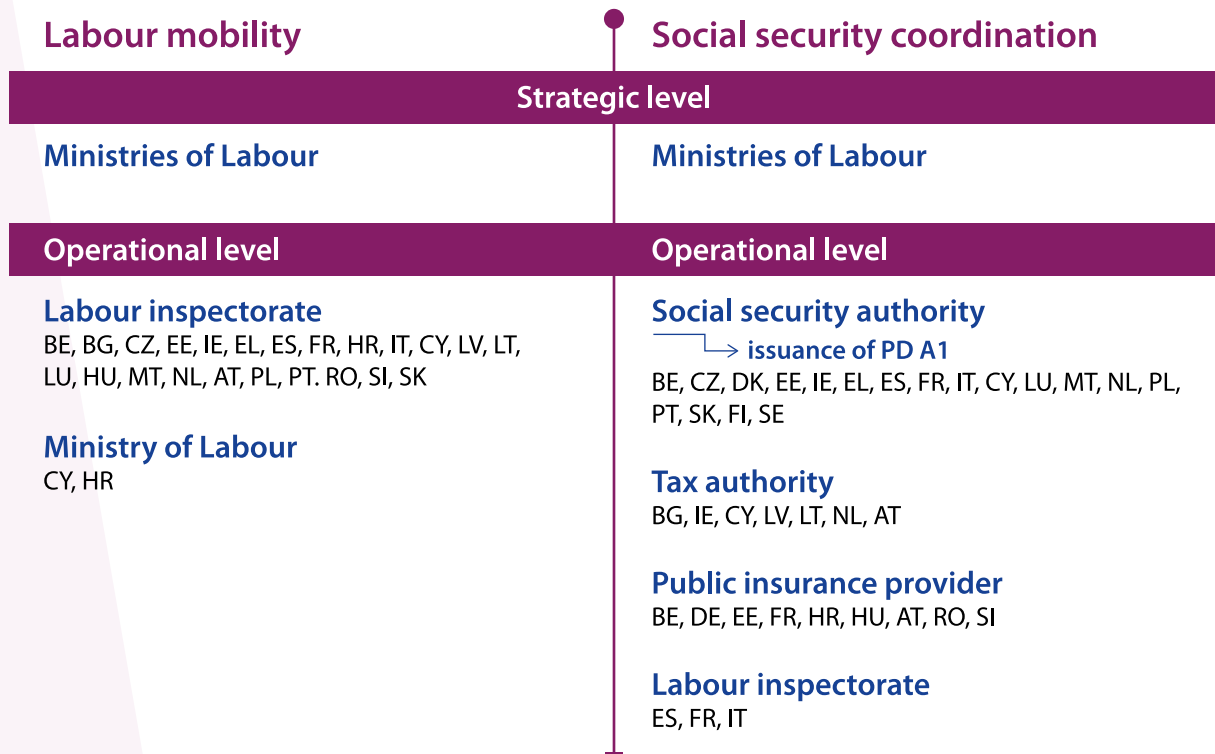 Labour mobility
Social security coordination
Strategic level
Ministries of Labour
Ministries of Labour
Operational level
Operational level
Labour inspectorate
BE, BG, CZ, EE, IE, EL, ES, FR, HR, IT, CY, LV, LT,
LU, HU, MT, NL, AT, PL, PT. RO, SI, SK
Ministry of Labour
CY, HR
Social security authority
issuance of PD A1
BE, CZ, DK, EE, IE, EL, ES, FR, IT, CY, LU, MT, NL, PL,
PT, SK, FI, SE
Tax authority
BG, IE, CY, LV, LT, NL, AT
Public insurance provider
BE, DE, EE, FR, HR, HU, AT, RO, SI
Labour inspectorate
ES, FR, IT